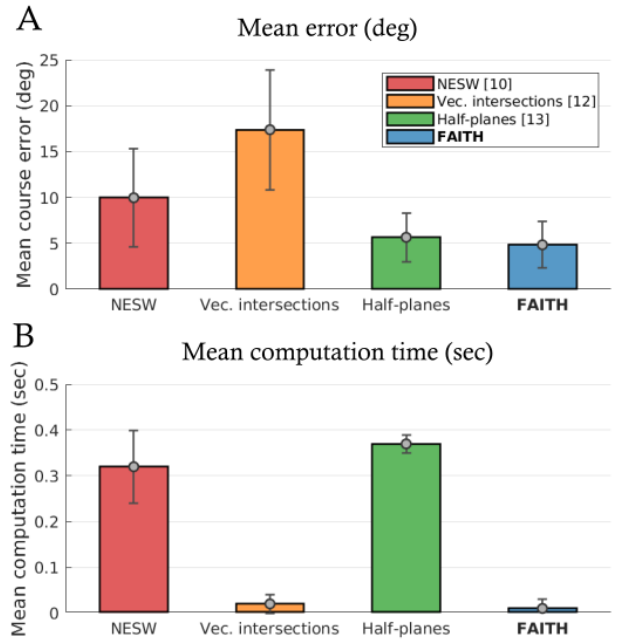 A
Mean error (deg)
Mean course error (deg)
25
20
15
10
5
0
NESW [10]
Vec. intersections [12]
Half-planes [13]
FAITH
NESW
Vec. intersections
Half-planes
FAITH
B
Mean computation time (sec)
Mean computation time (sec)
0.5
0.4
0.3
0.2
0.1
0
NESW
Vec. intersections
Half-planes
FAITH